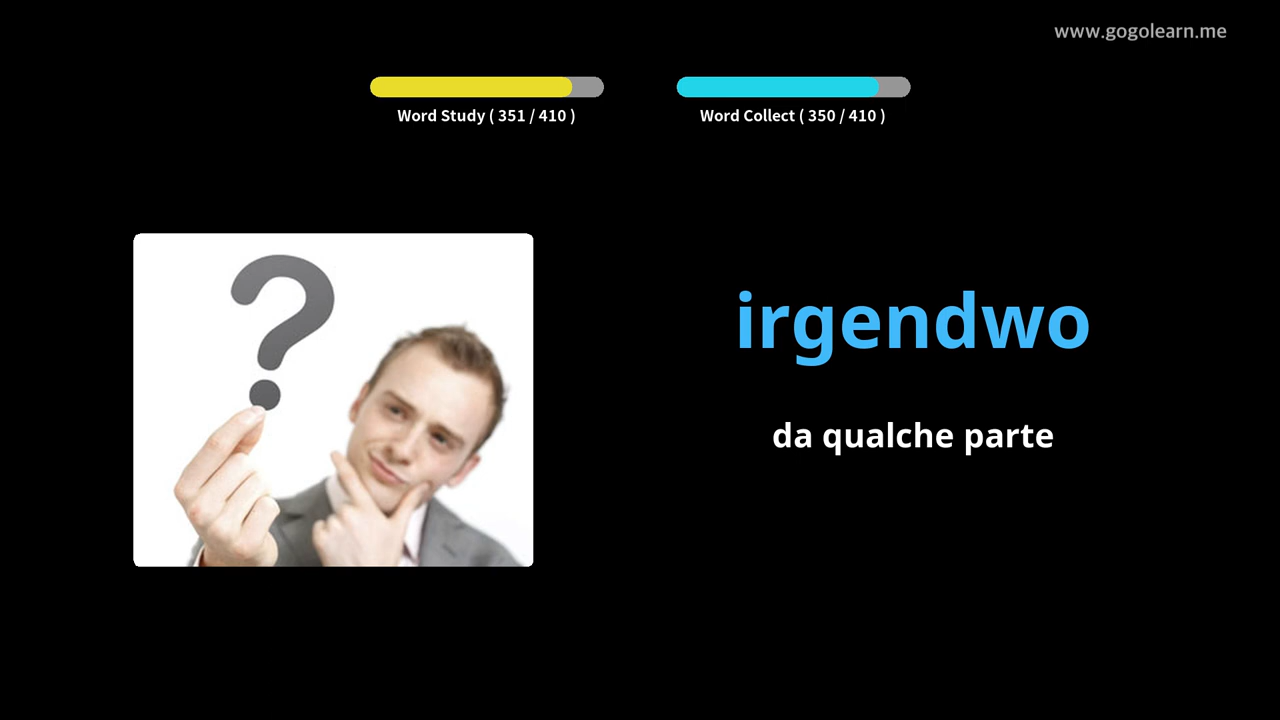 www.gogolearn.me
Word Study ( 351 / 410 )
Word Collect ( 350 / 410 )
irgendwo
da qualche parte